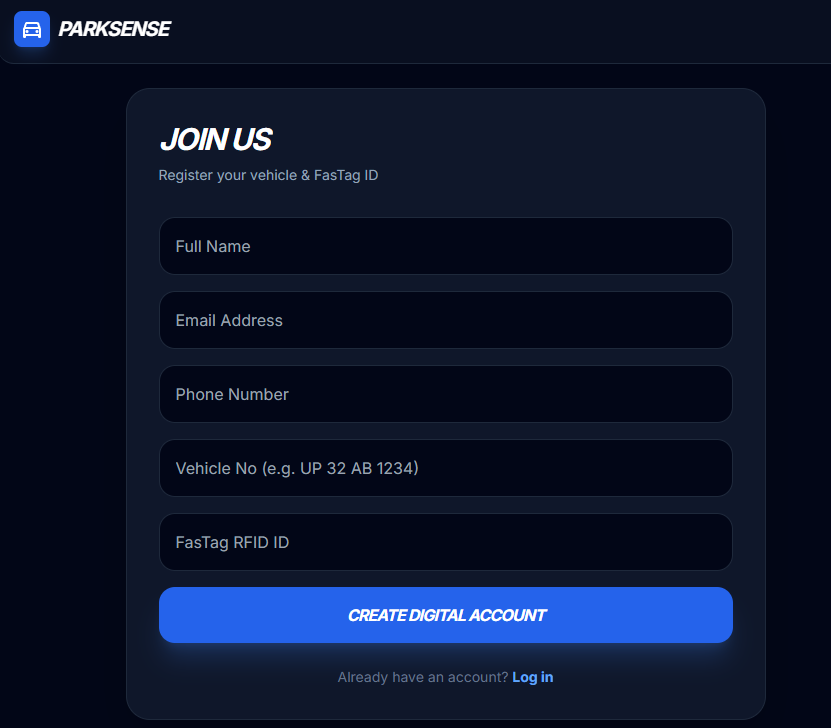 PARKSENSE
JOIN US
Register your vehicle & FasTag ID
Full Name
Email Address
Phone Number
Vehicle No (e.g. UP 32 AB 1234)
FasTag RFID ID
CREATE DIGITAL ACCOUNT
Already have an account? Log in